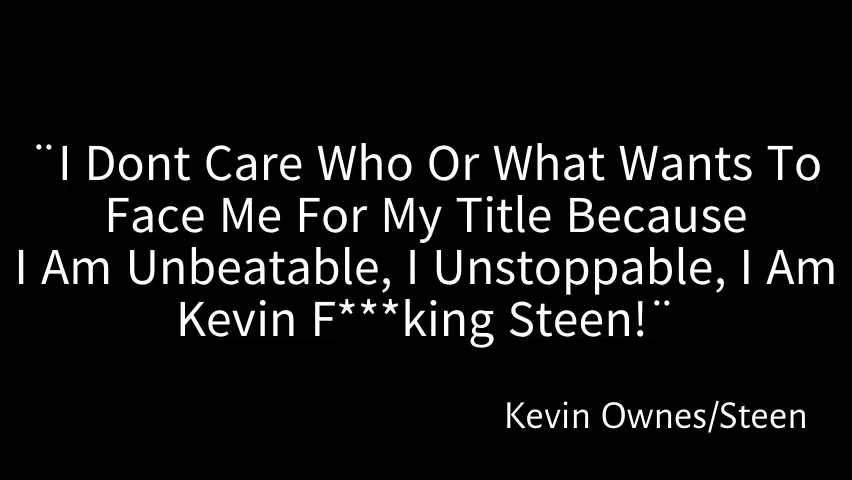 ¨I Dont Care Who Or What Wants To
Face Me For My Title Because
I Am Unbeatable, I Unstoppable, I Am
Kevin F***king Steen!¨
Kevin Ownes/Steen